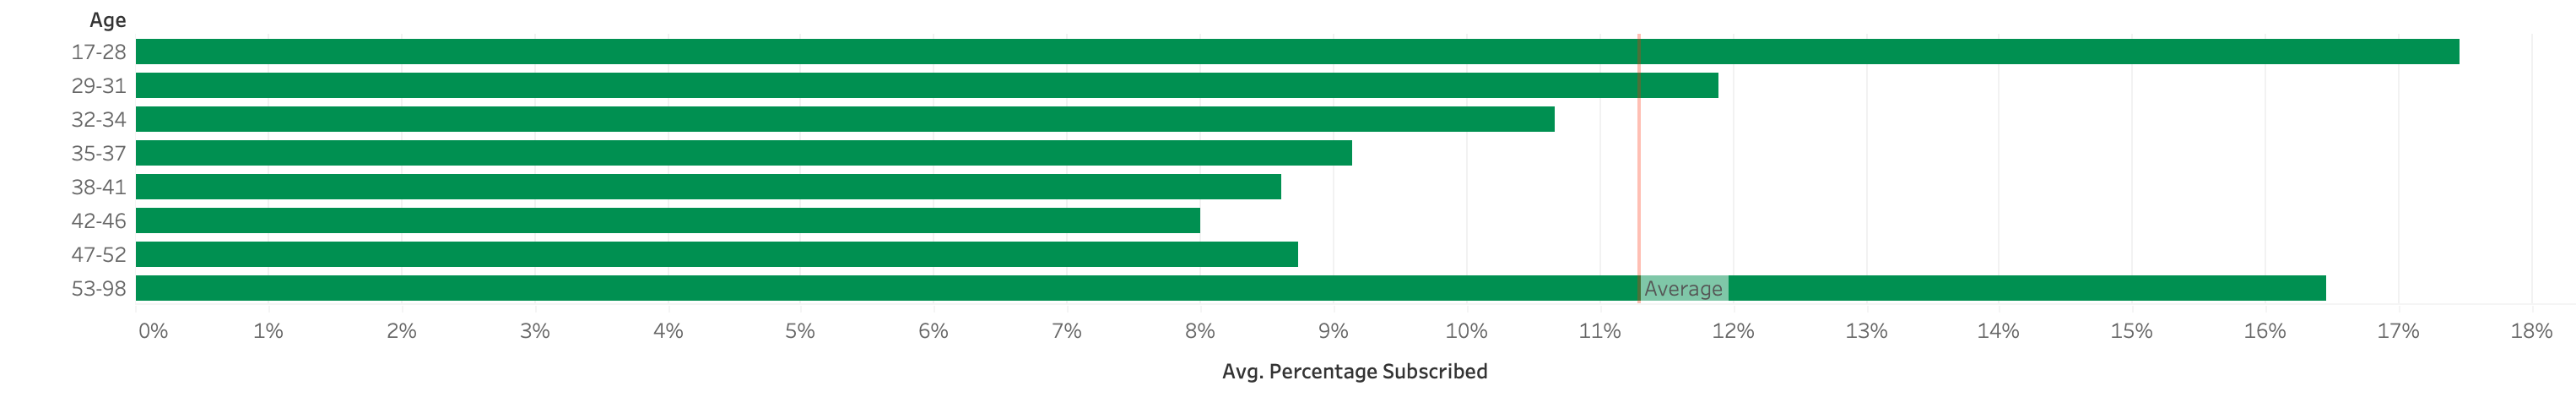 Age
17-28
29-31
32-34
35-37
38-41
42-46
47-52
53-98
Average
0% 1% 2% 3% 4% 5% 6% 7% 8% 9% 10% 11% 12% 13% 14% 15% 16% 17% 18%
Avg. Percentage Subscribed